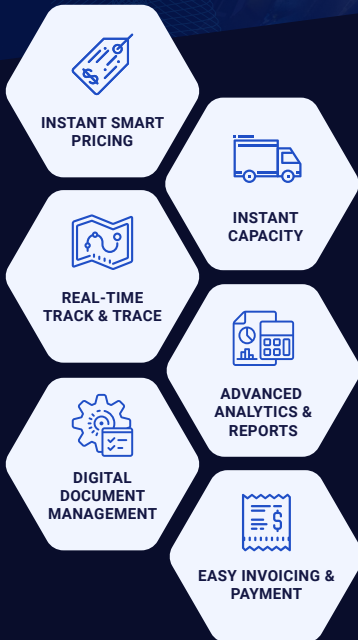 INSTANT SMART
PRICING
INSTANT
CAPACITY
REAL-TIME
TRACK & TRACE
ADVANCED
ANALYTICS &
REPORTS
DIGITAL
DOCUMENT
MANAGEMENT
EASY INVOICING &
PAYMENT